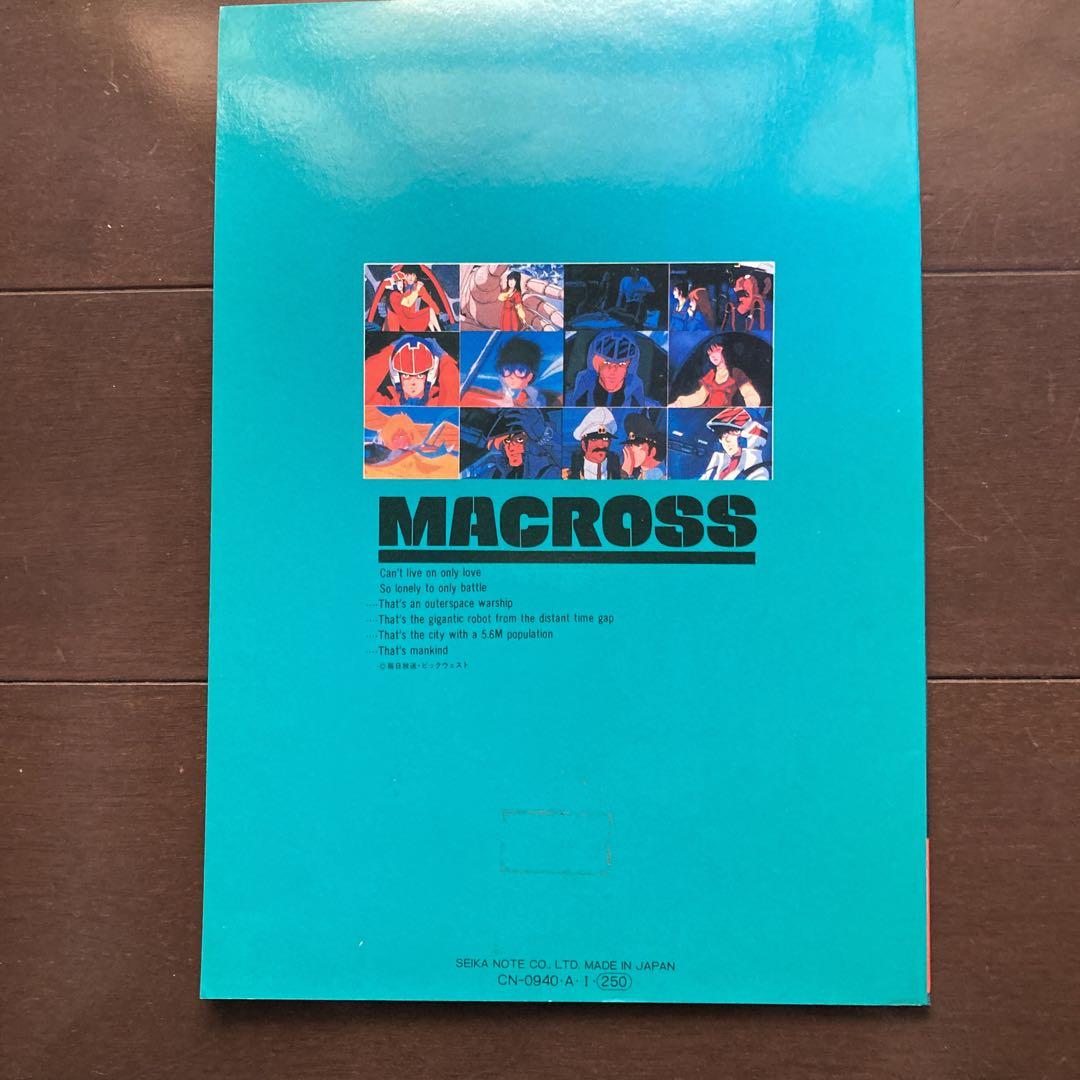 MACROSS
Can't live on only love
So lonely to only battle
····That's an outerspace warship
····That's the gigantic robot from the distant time gap
····That's the city with a 5.6M population
····That's mankind
©毎日放送・ビックウェスト
SEIKA NOTE CO., LTD. MADE IN JAPAN
CN-0940·A·I·250